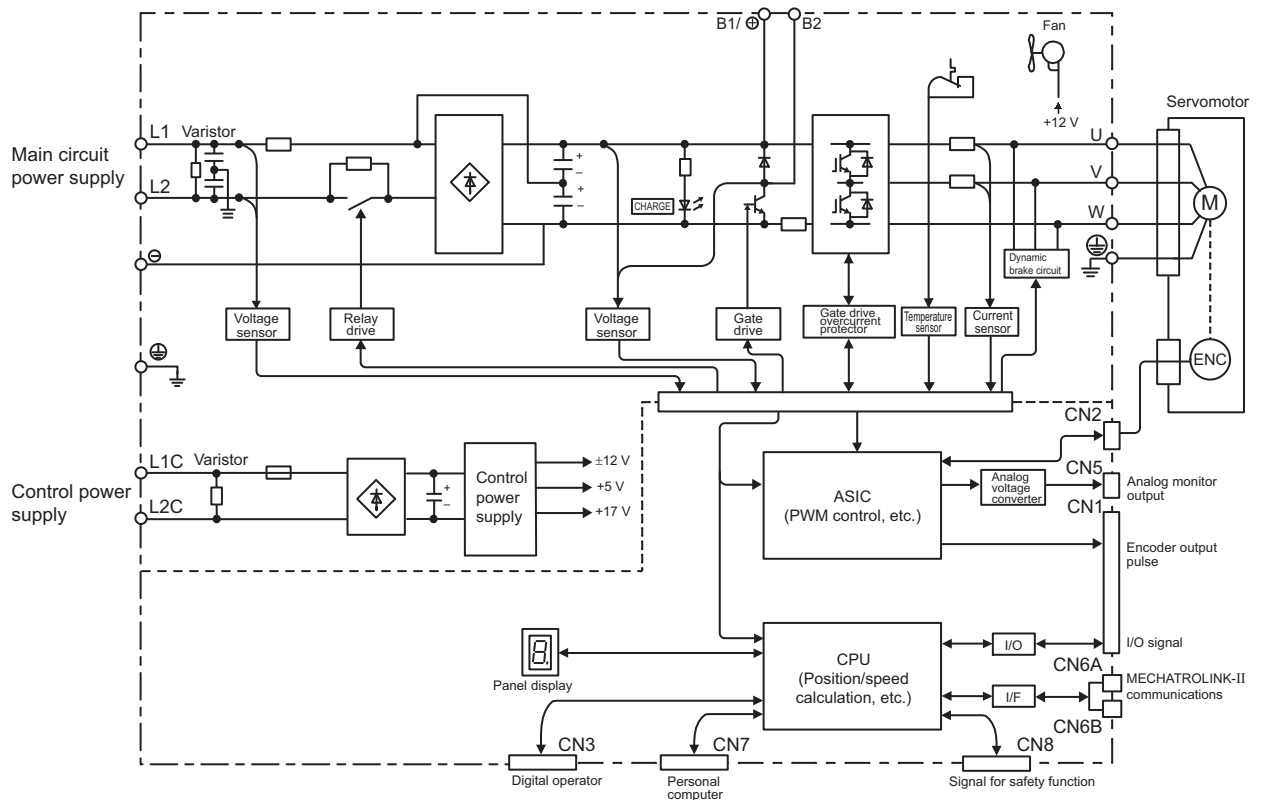 B1/ ⊕
B2
Fan
+12 V
Servomotor
Main circuit
power supply
L1
Varistor
L2
U
V
W
M
+
–
+
–
CHARGE
⊖
Dynamic
brake circuit
Voltage
sensor
Relay
drive
Voltage
sensor
Gate
drive
Gate drive
overcurrent
protector
Temperature
sensor
Current
sensor
ENC
CN2
Control power
supply
L1C
Varistor
L2C
+
–
Control
power
supply
±12 V
+5 V
+17 V
ASIC
(PWM control, etc.)
Analog
voltage
converter
CN5
Analog monitor
output
CN1
Encoder output
pulse
I/O signal
8.
Panel display
CPU
(Position/speed
calculation, etc.)
I/O
I/F
CN6A
MECHATROLINK-II
communications
CN6B
CN3
Digital operator
CN7
Personal
computer
CN8
Signal for safety function